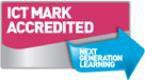 ICT MARK
ACCREDITED
NEXT
GENERATION
LEARNING